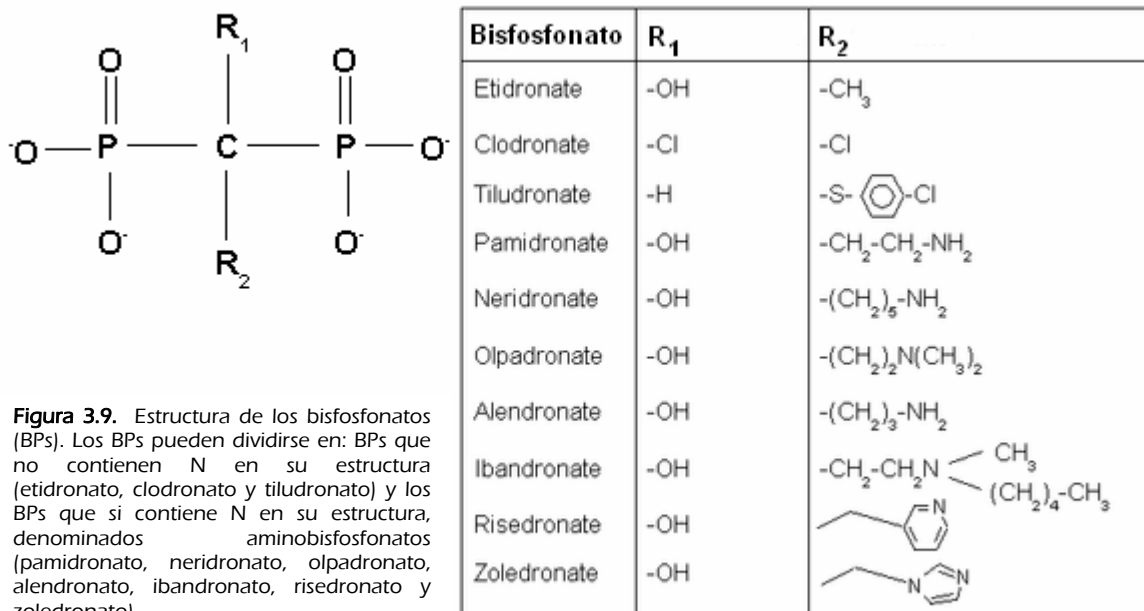 R₁
O O
⁻O P C P O⁻
O⁻ O⁻
R₂
Figura 3.9. Estructura de los bisfosfonatos
(BPs). Los BPs pueden dividirse en: BPs que
no contienen N en su estructura
(etidronato, clodronato y tiludronato) y los
BPs que si contiene N en su estructura,
denominados aminobisfosfonatos
(pamidronato, neridronato, olpadronato,
alendronato, ibandronato, risedronato y
zoledronato)
Bisfosfonato R₁ R₂
Etidronate -OH -CH₃
Clodronate -Cl -Cl
Tiludronate -H -S- -Cl
Pamidronate -OH -CH₂-CH₂-NH₂
Neridronate -OH -(CH₂)₅-NH₂
Olpadronate -OH -(CH₂)₂N(CH₃)₂
Alendronate -OH -(CH₂)₃-NH₂
Ibandronate -OH -CH₂-CH₂N CH₃
(CH₂)₄-CH₃
Risedronate -OH N
Zoledronate -OH N N